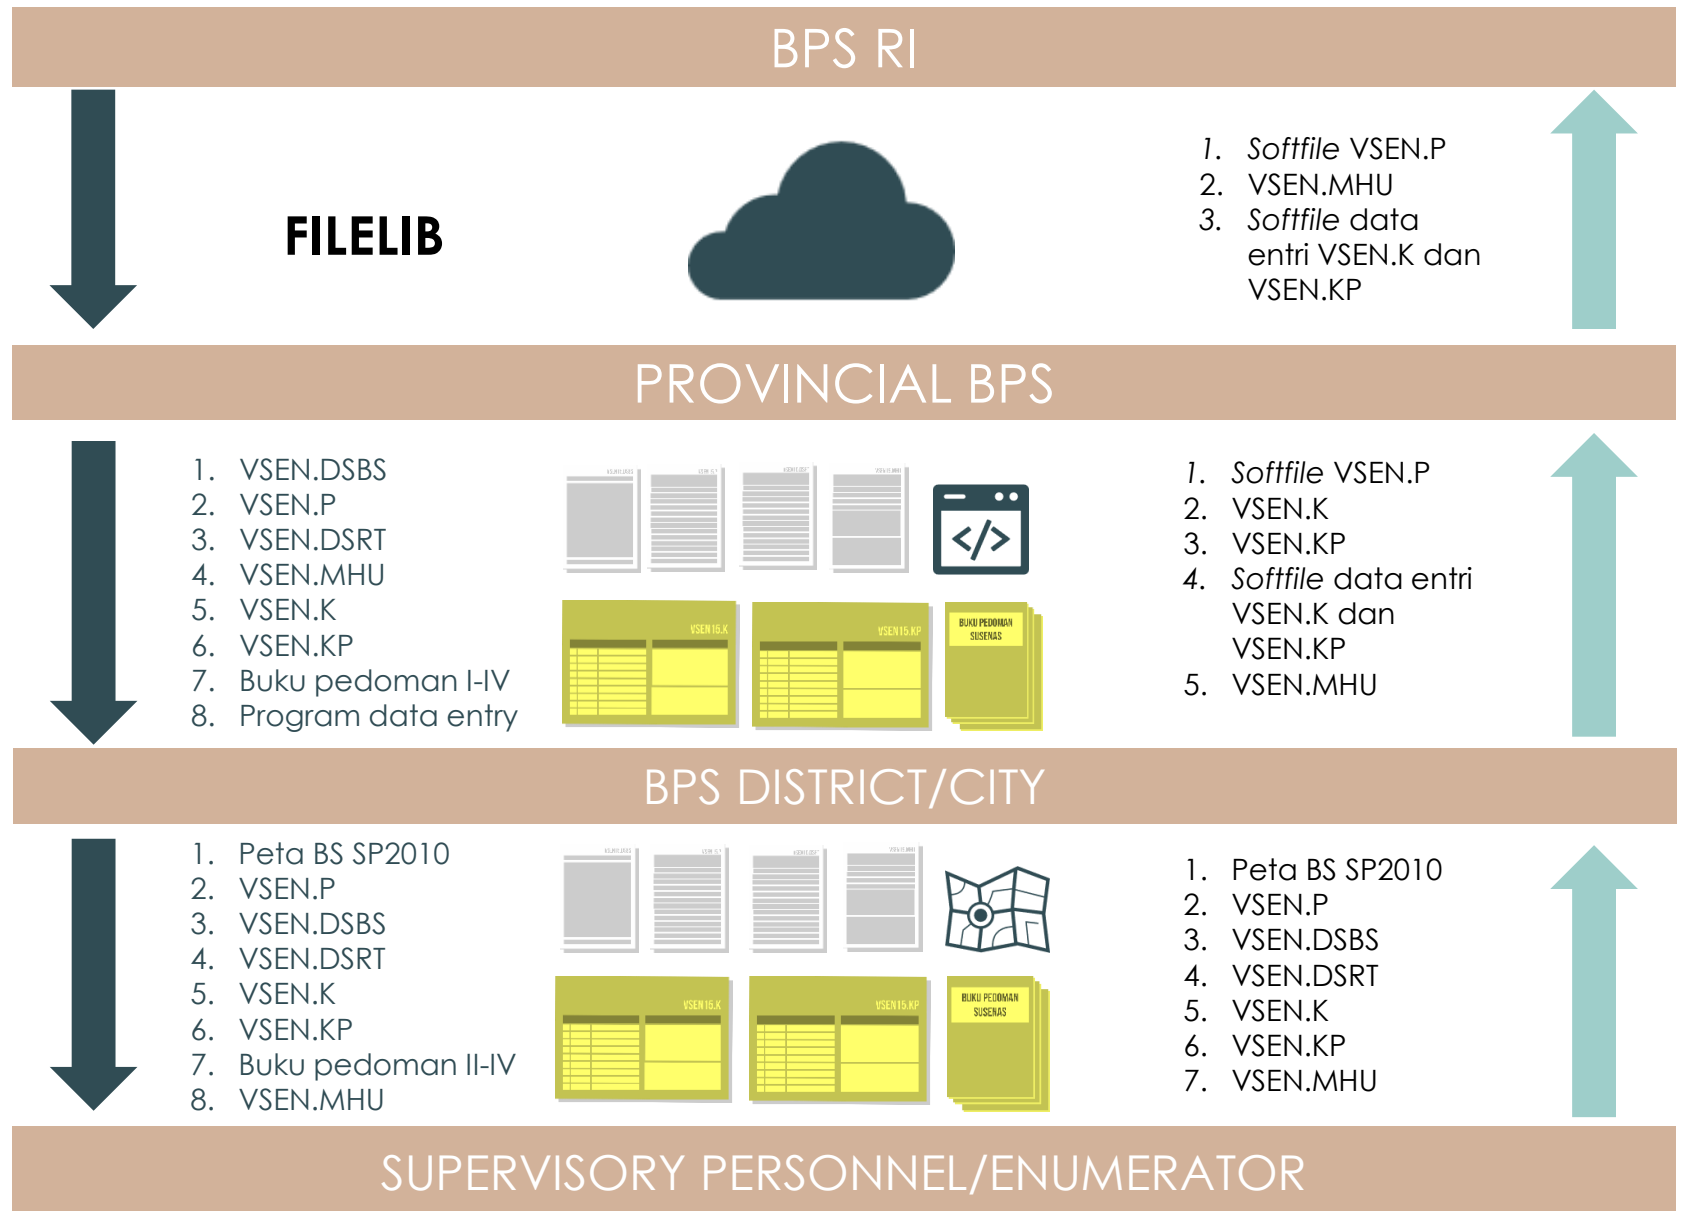 BPS RI
FILELIB
1. Softfile VSEN.P
2. VSEN.MHU
3. Softfile data
entri VSEN.K dan
VSEN.KP
PROVINCIAL BPS
1. VSEN.DSBS
2. VSEN.P
3. VSEN.DSRT
4. VSEN.MHU
5. VSEN.K
6. VSEN.KP
7. Buku pedoman I-IV
8. Program data entry
</>
VSEN15.K
VSEN15.KP
BUKU PEDOMAN
SUSENAS
1. Softfile VSEN.P
2. VSEN.K
3. VSEN.KP
4. Softfile data entri
VSEN.K dan
VSEN.KP
5. VSEN.MHU
BPS DISTRICT/CITY
1. Peta BS SP2010
2. VSEN.P
3. VSEN.DSBS
4. VSEN.DSRT
5. VSEN.K
6. VSEN.KP
7. Buku pedoman II-IV
8. VSEN.MHU
VSEN15.K
VSEN15.KP
BUKU PEDOMAN
SUSENAS
1. Peta BS SP2010
2. VSEN.P
3. VSEN.DSBS
4. VSEN.DSRT
5. VSEN.K
6. VSEN.KP
7. VSEN.MHU
SUPERVISORY PERSONNEL/ENUMERATOR